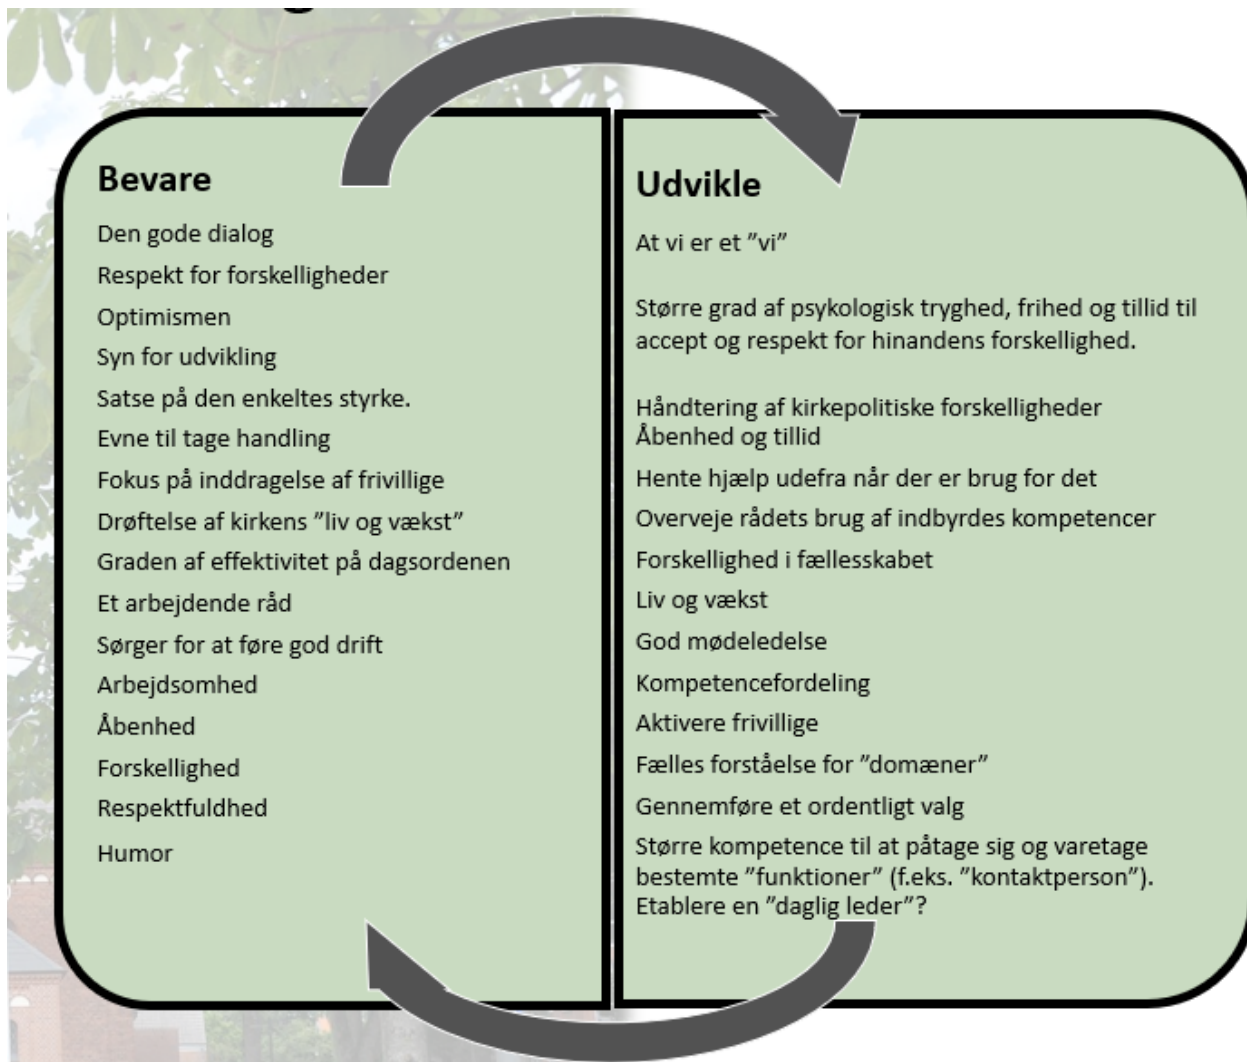 Bevare
Den gode dialog
Respekt for forskelligheder
Optimismen
Syn for udvikling
Satse på den enkeltes styrke.
Evne til tage handling
Fokus på inddragelse af frivillige
Drøftelse af kirkens ”liv og vækst”
Graden af effektivitet på dagsordenen
Et arbejdende råd
Sørger for at føre god drift
Arbejdsomhed
Åbenhed
Forskellighed
Respektfuldhed
Humor
Udvikle
At vi er et ”vi”
Større grad af psykologisk tryghed, frihed og tillid til
accept og respekt for hinandens forskellighed.
Håndtering af kirkepolitiske forskelligheder
Åbenhed og tillid
Hente hjælp udefra når der er brug for det
Overveje rådets brug af indbyrdes kompetencer
Forskellighed i fællesskabet
Liv og vækst
God mødeledelse
Kompetencefordeling
Aktivere frivillige
Fælles forståelse for ”domæner”
Gennemføre et ordentligt valg
Større kompetence til at påtage sig og varetage
bestemte ”funktioner” (f.eks. ”kontaktperson”).
Etablere en ”daglig leder”?